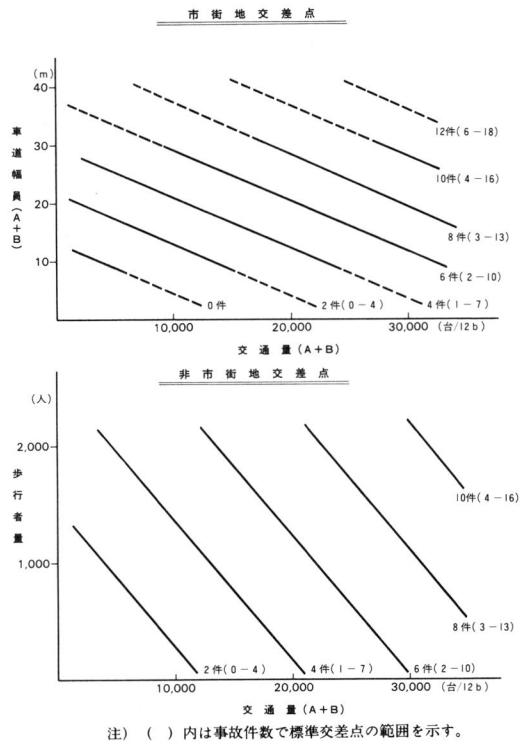 市街地交差点
(m)
40
30
20
10
車道幅員(A+B)
12件(6-18)
10件(4-16)
8件(3-13)
6件(2-10)
0件
2件(0-4)
4件(1-7)
10,000
20,000
30,000
(台/12b)
交通量(A+B)
非市街地交差点
(人)
2,000
1,000
歩行者量
10件(4-16)
8件(3-13)
2件(0-4)
4件(1-7)
6件(2-10)
10,000
20,000
30,000
(台/12b)
交通量(A+B)
注) ( )内は事故件数で標準交差点の範囲を示す。